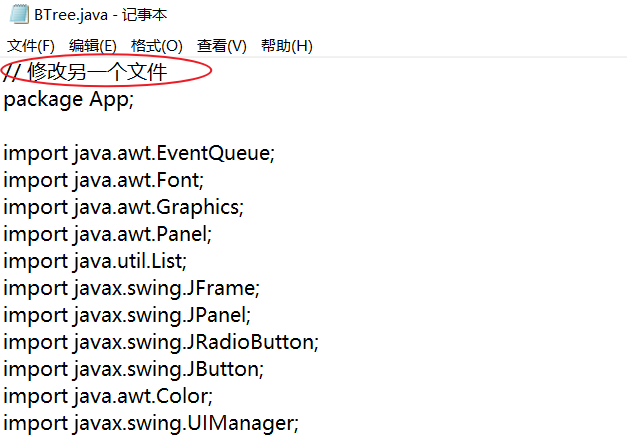 BTree.java - 记事本
文件(F) 编辑(E) 格式(O) 查看(V) 帮助(H)
// 修改另一个文件
package App;
import java.awt.EventQueue;
import java.awt.Font;
import java.awt.Graphics;
import java.awt.Panel;
import java.util.List;
import javax.swing.JFrame;
import javax.swing.JPanel;
import javax.swing.JRadioButton;
import javax.swing.JButton;
import java.awt.Color;
import javax.swing.UIManager;